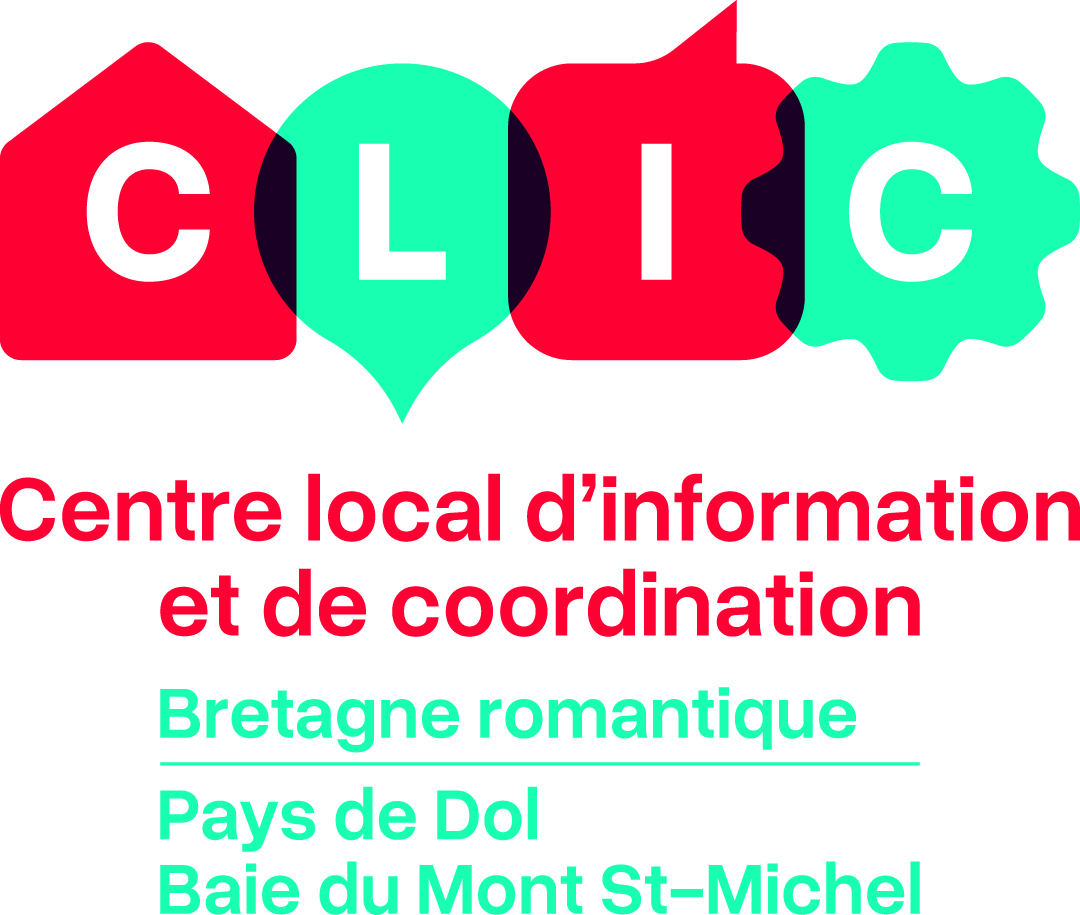 CLIC
Centre local d’information
et de coordination
Bretagne romantique
Pays de Dol
Baie du Mont St–Michel